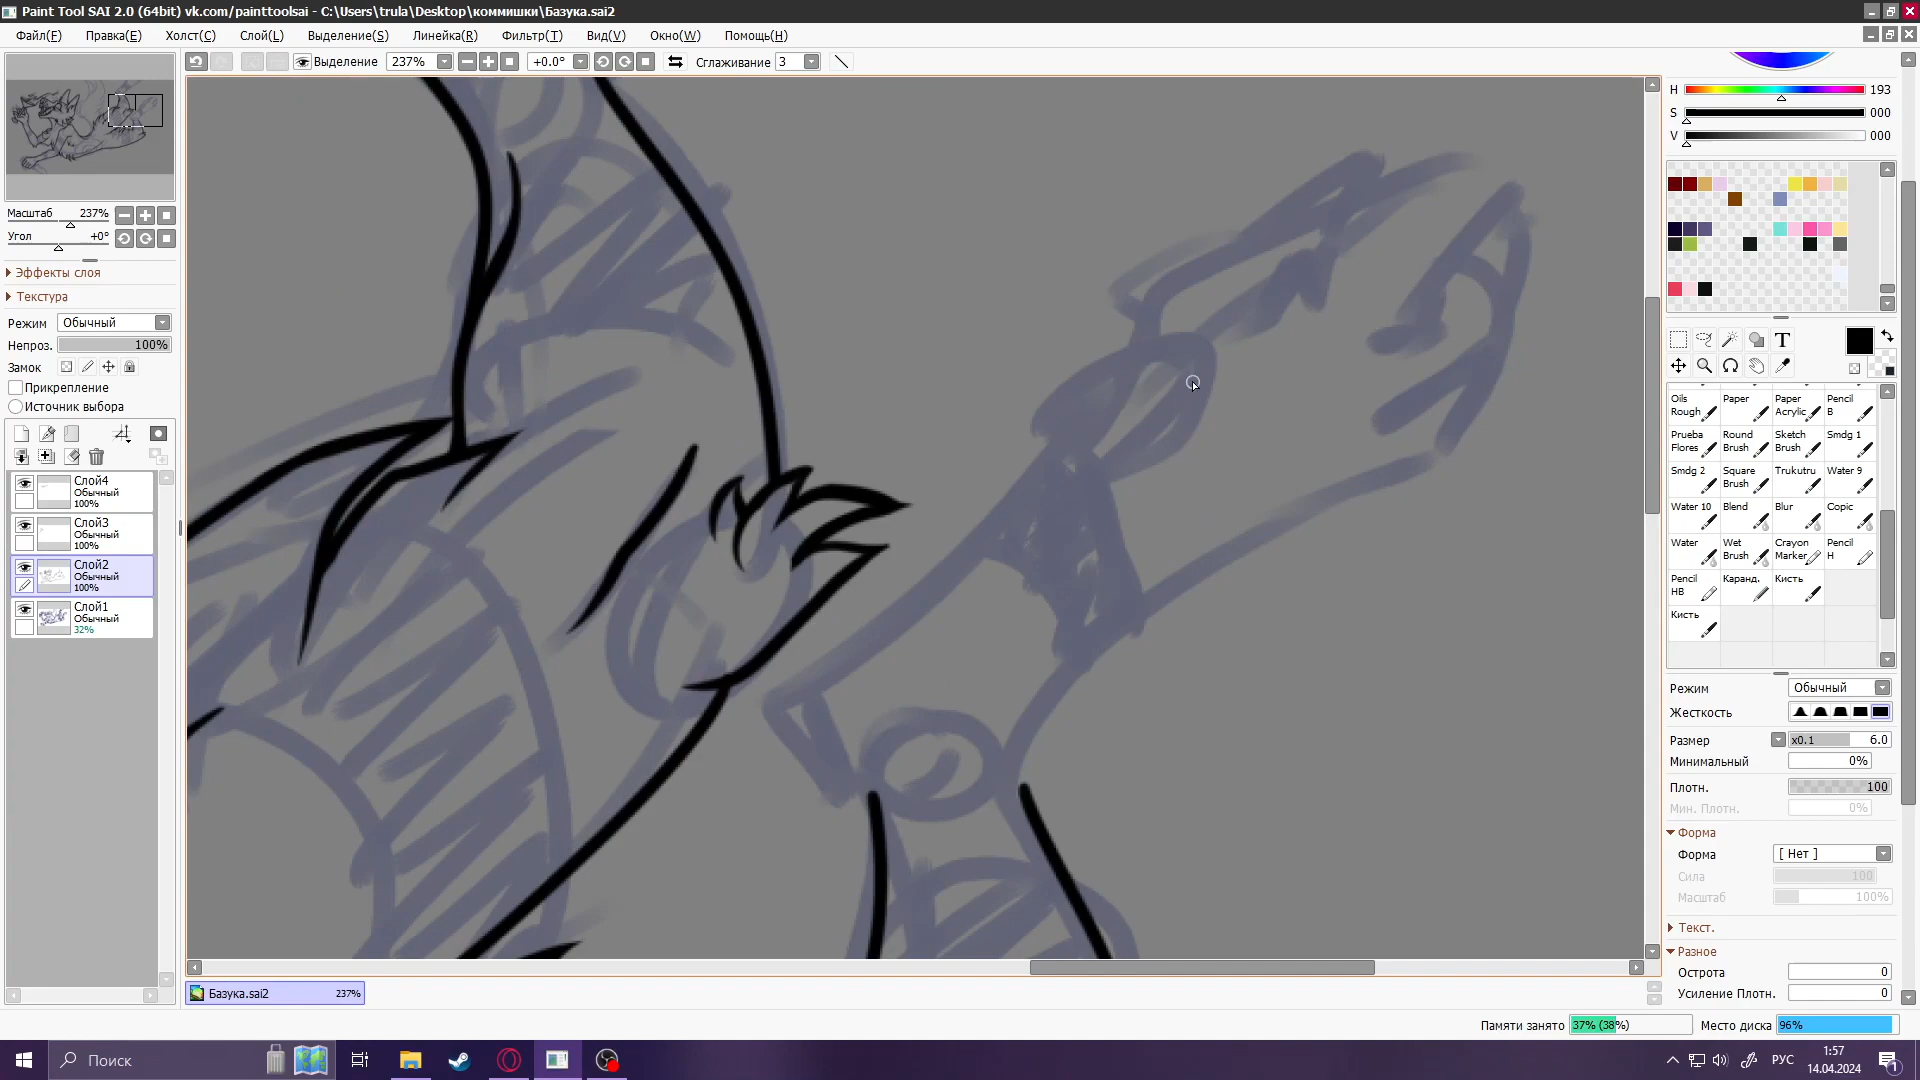 Paint Tool SAI 2.0 (64bit) vk.com/painttoolsai - C:\Users\trula\Desktop\коммишки\Базука.sai2
Файл(F) Правка(E) Холст(C) Слой(L) Выделение(S) Линейка(R) Фильтр(T) Вид(V) Окно(W) Помощь(H)
Выделение 237% +0.0° Сглаживание 3
H 193
S 000
V 000
Масштаб 237%
Угол +0°
Эффекты слоя
Текстура
Режим Обычный
Непроз. 100%
Замок
Прикрепление
Источник выбора
Слой4
Обычный
100%
Слой3
Обычный
100%
Слой2
Обычный
100%
Слой1
Обычный
32%
T
Oils Rough Paper Paper Acrylic Pencil B
Prueba Flores Round Brush Sketch Brush Smdg 1
Smdg 2 Square Brush Trukutru Water 9
Water 10 Blend Blur Copic
Water Wet Brush Crayon Marker Pencil H
Pencil HB Каранд. Кисть
Кисть
Режим Обычный
Жесткость
Размер x0.1 6.0
Минимальный 0%
Плотн. 100
Мин. Плотн. 0%
Форма
Форма [ Нет ]
Сила 100
Масштаб 100%
Текст.
Разное
Острота 0
Усиление Плотн. 0
Базука.sai2 237%
Памяти занято 37% (38%) Место диска 96%
Поиск
РУС
1:57
14.04.2024
1